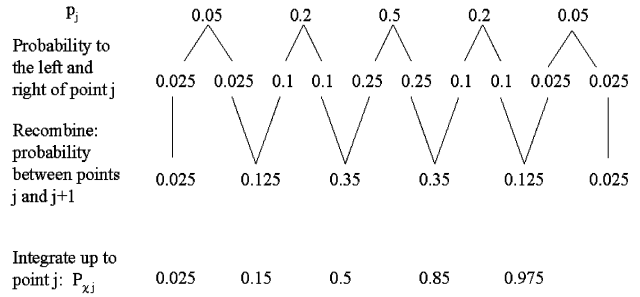 p_j 0.05 0.2 0.5 0.2 0.05
Probability to
the left and
right of point j 0.025 0.025 0.1 0.1 0.25 0.25 0.1 0.1 0.025 0.025
Recombine:
probability
between points 0.025 0.125 0.35 0.35 0.125 0.025
j and j+1
Integrate up to
point j: P_χj 0.025 0.15 0.5 0.85 0.975